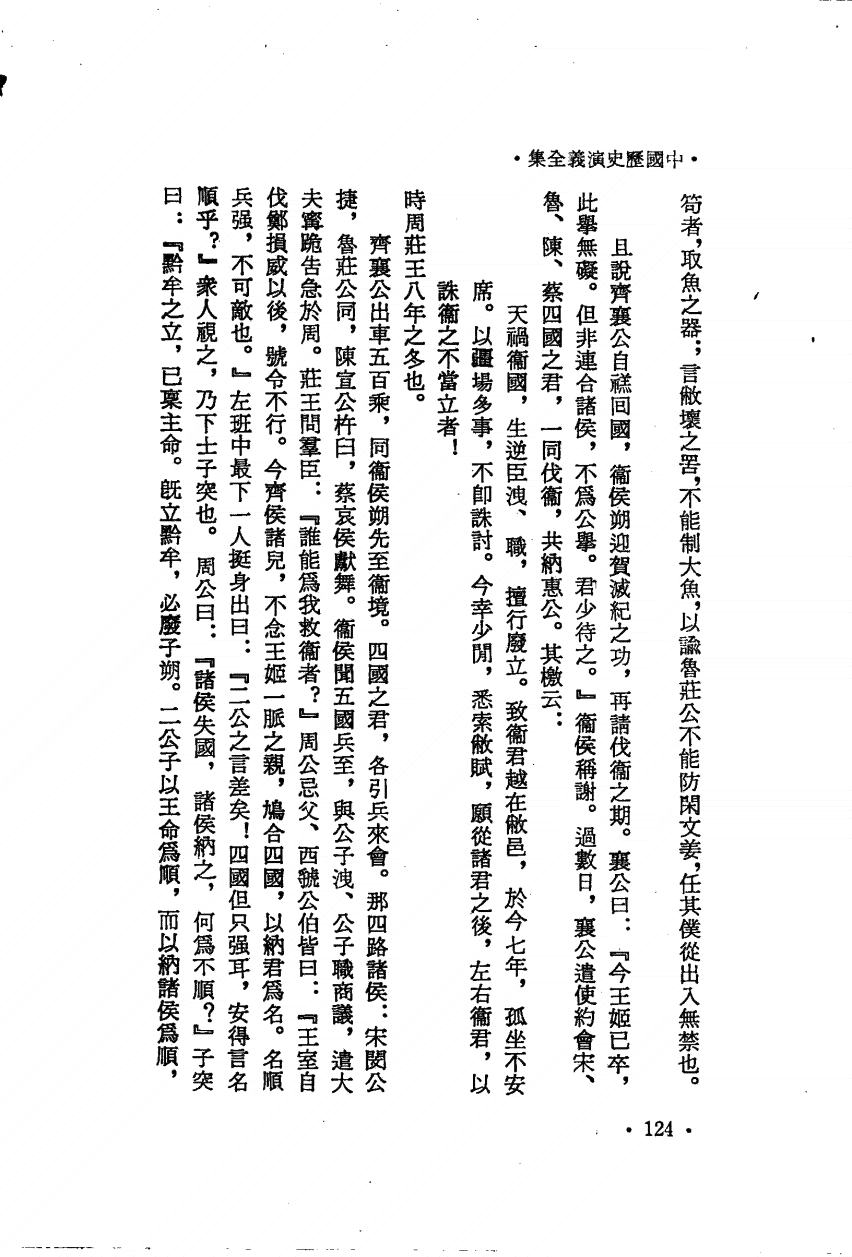 ・中國歷史演義全集・
筍者，取魚之器；言敝壞之罟，不能制大魚，以諭魯莊公不能防閑文姜，任其僕從出入無禁也。
且說齊襄公自禚回國，衞侯朔迎賀滅紀之功，再請伐衞之期。襄公曰：『今王姬已卒，
此舉無礙。但非連合諸侯，不爲公舉。君少待之。』衞侯稱謝。過數日，襄公遣使約會宋、
魯、陳、蔡四國之君，一同伐衞，共納惠公。其檄云：
天禍衞國，生逆臣洩、職，擅行廢立。致衞君越在敝邑，於今七年，孤坐不安
席。以疆場多事，不卽誅討。今幸少閒，悉索敝賦，願從諸君之後，左右衞君，以
誅衞之不當立者！
時周莊王八年之冬也。
齊襄公出車五百乘，同衞侯朔先至衞境。四國之君，各引兵來會。那四路諸侯：宋閔公
捷，魯莊公同，陳宣公杵臼，蔡哀侯獻舞。衞侯聞五國兵至，與公子洩、公子職商議，遣大
夫寗跪告急於周。莊王問羣臣：『誰能爲我救衞者？』周公忌父、西虢公伯皆曰：『王室自
伐鄭損威以後，號令不行。今齊侯諸兒，不念王姬一脈之親，鳩合四國，以納君爲名。名順
兵强，不可敵也。』左班中最下一人挺身出曰：『二公之言差矣！四國但只强耳，安得言名
順乎？』衆人視之，乃下士子突也。周公曰：『諸侯失國，諸侯納之，何爲不順？』子突
曰：『黔牟之立，已稟主命。旣立黔牟，必廢子朔。二公子以王命爲順，而以納諸侯爲順，
・124・